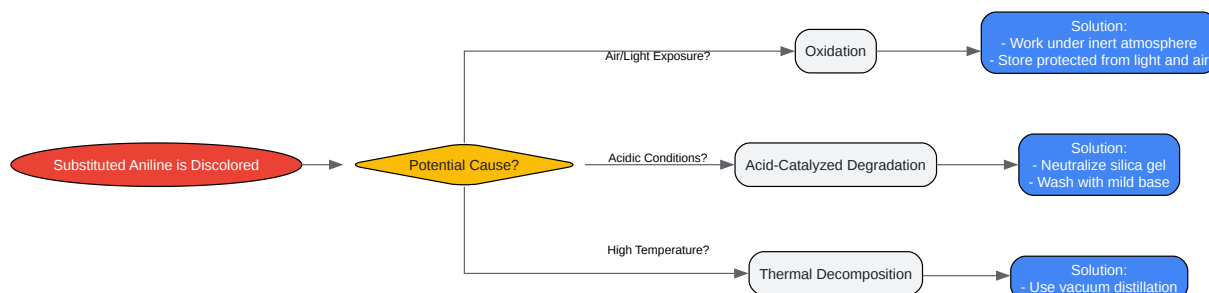 Substituted Aniline is Discolored
Potential Cause?
Air/Light Exposure?
Oxidation
Solution:
- Work under inert atmosphere
- Store protected from light and air
Acidic Conditions?
Acid-Catalyzed Degradation
Solution:
- Neutralize silica gel
- Wash with mild base
High Temperature?
Thermal Decomposition
Solution:
- Use vacuum distillation